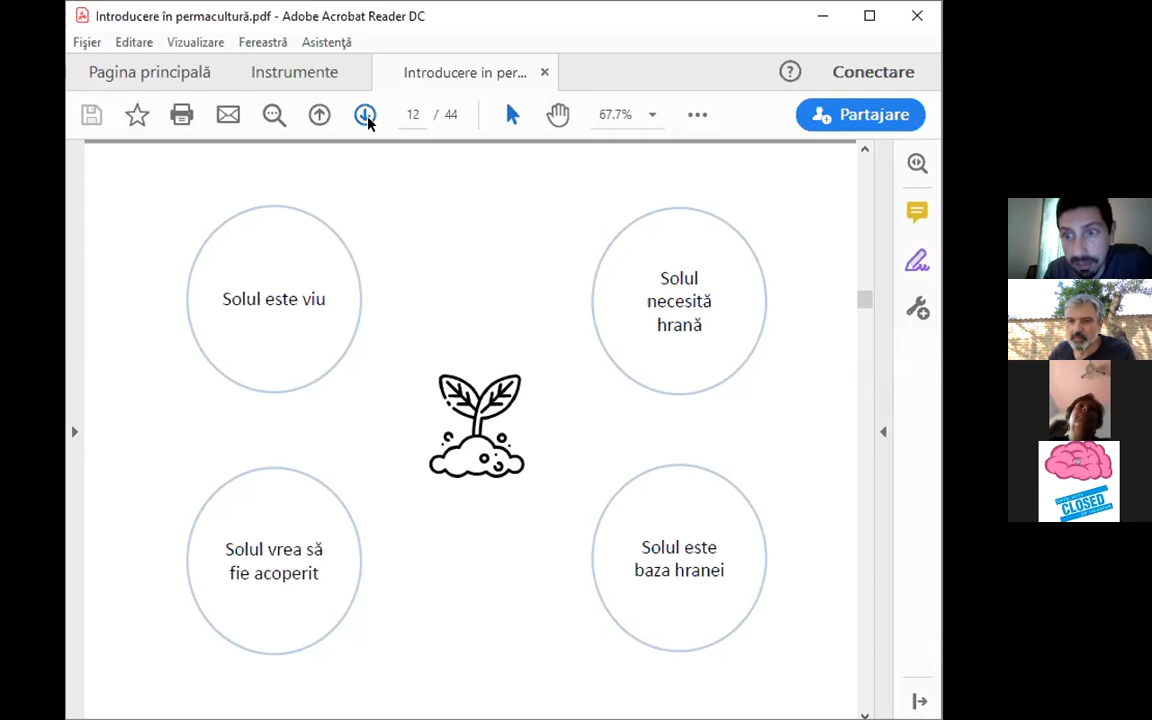 Introducere în permacultură.pdf - Adobe Acrobat Reader DC
Fișier Editare Vizualizare Fereastră Asistență
Pagina principală Instrumente Introducere în per... Conectare
12 / 44 67.7% Partajare
Solul este viu
Solul
necesită
hrană
Solul vrea să
fie acoperit
Solul este
baza hranei
CLOSED